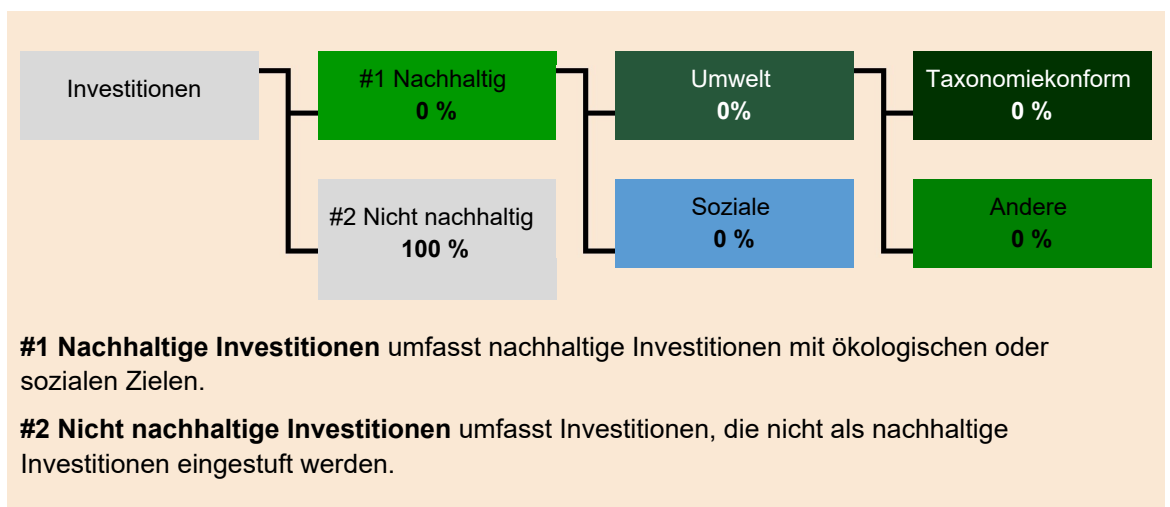 Investitionen
#1 Nachhaltig
0 %
Umwelt
0%
Taxonomiekonform
0 %
#2 Nicht nachhaltig
100 %
Soziale
0 %
Andere
0 %
#1 Nachhaltige Investitionen umfasst nachhaltige Investitionen mit ökologischen oder
sozialen Zielen.
#2 Nicht nachhaltige Investitionen umfasst Investitionen, die nicht als nachhaltige
Investitionen eingestuft werden.